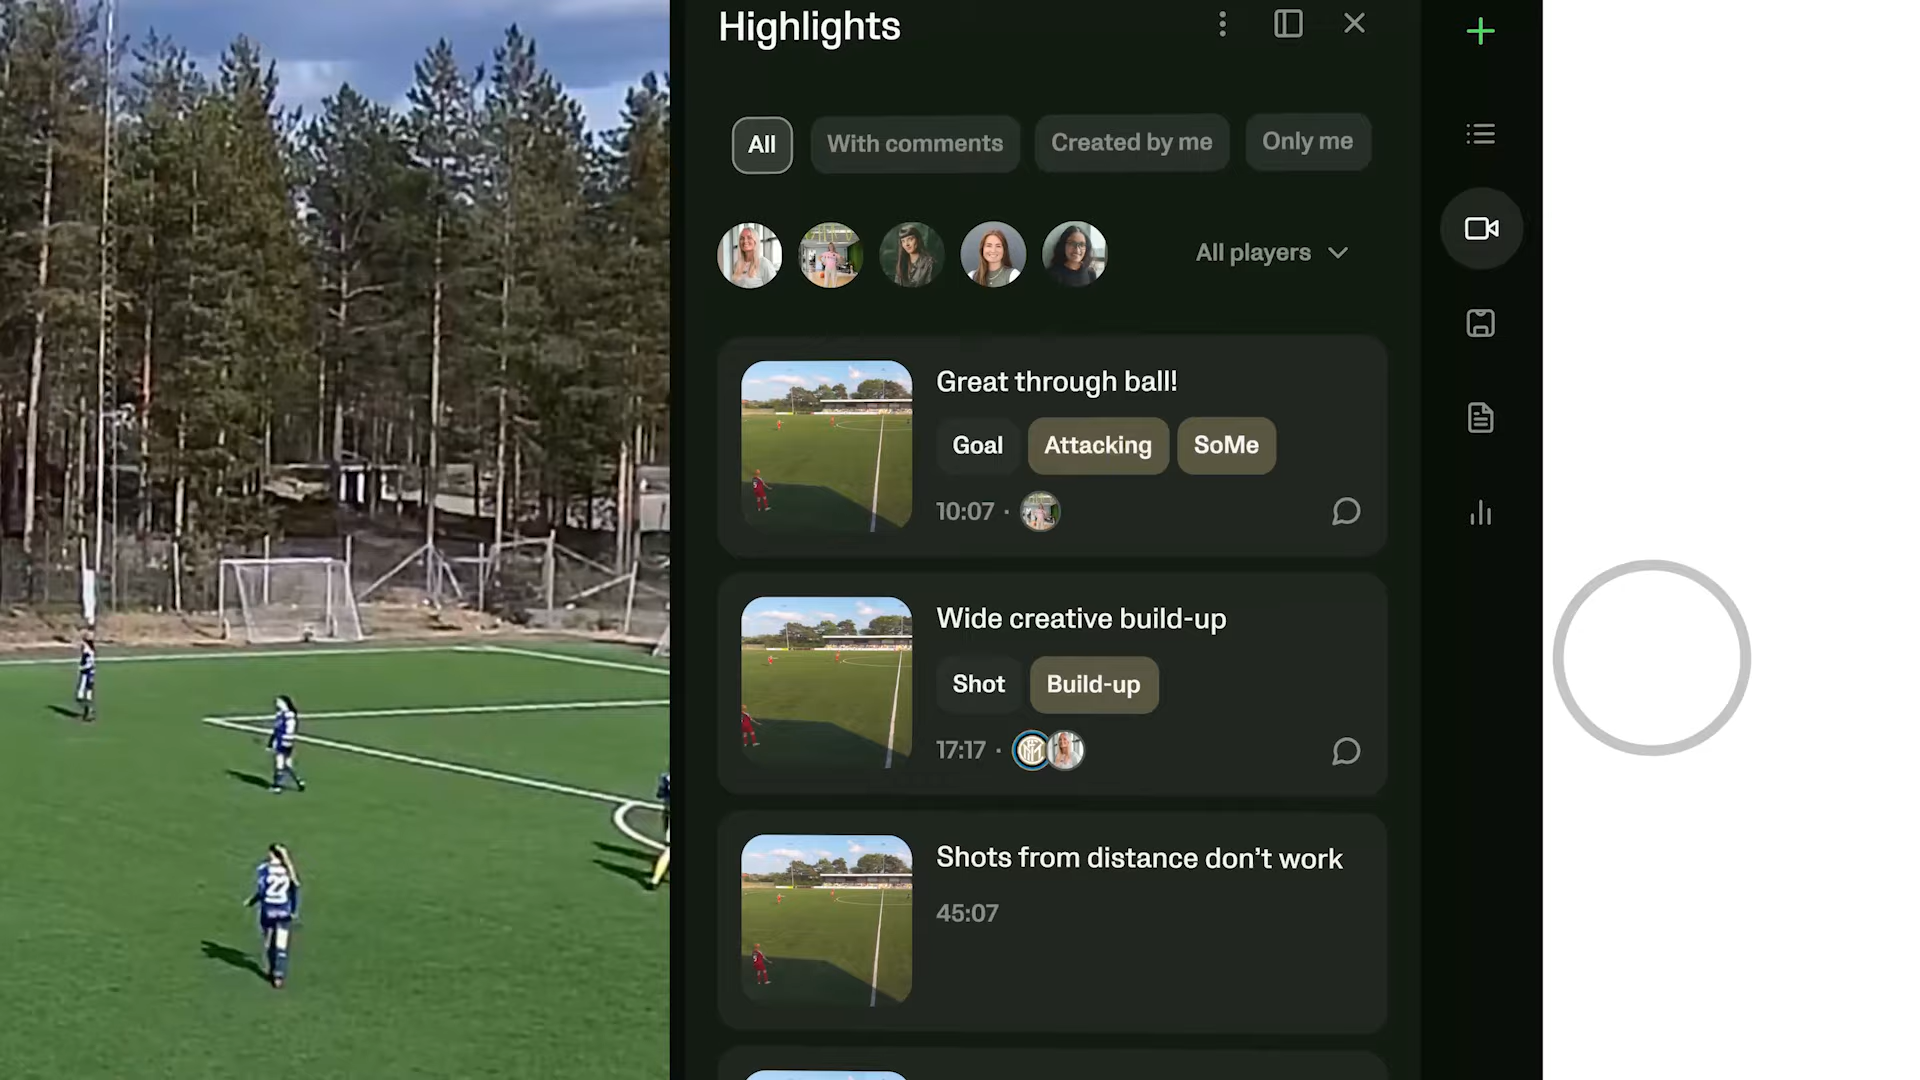 Highlights
All
With comments
Created by me
Only me
All players
Great through ball!
Goal
Attacking
SoMe
10:07 ·
Wide creative build-up
Shot
Build-up
17:17 ·
Shots from distance don’t work
45:07
22